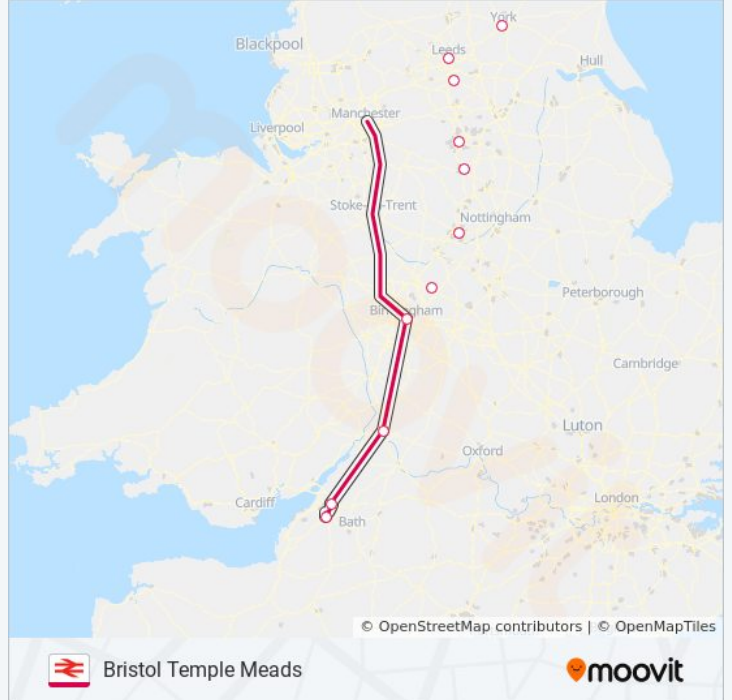 York
Blackpool
Leeds
Hull
Manchester
Liverpool
Stoke-on-Trent
Nottingham
Peterborough
Birmingham
Cambridge
Luton
Oxford
London
Cardiff
Bath
© OpenStreetMap contributors | © OpenMapTiles
Bristol Temple Meads
moovit